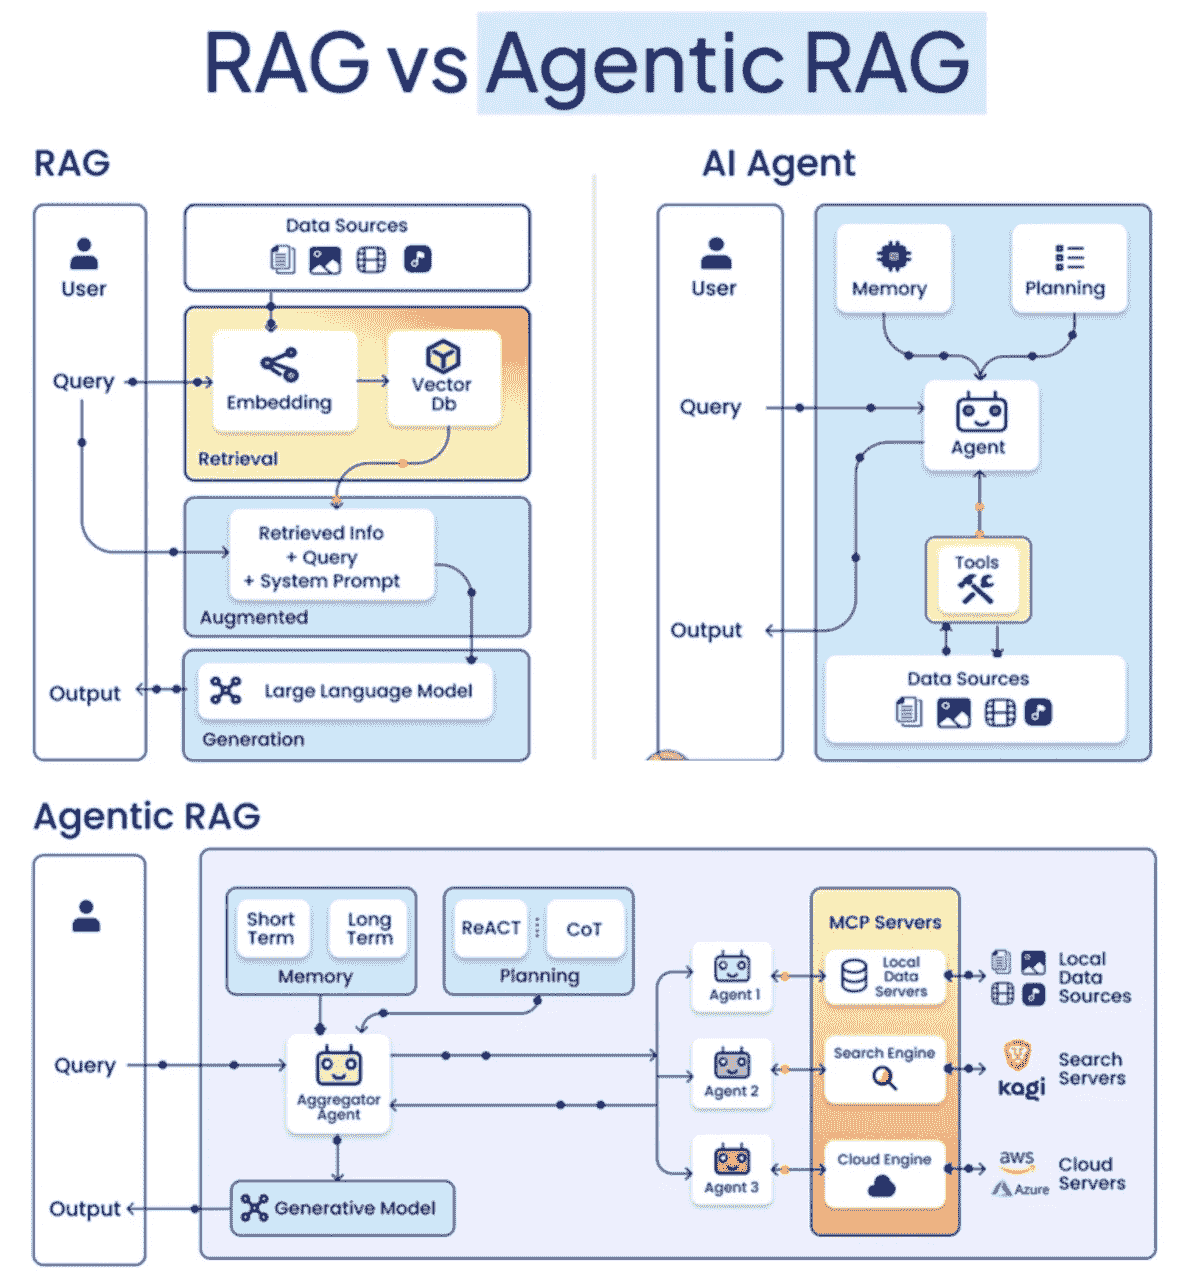 RAG vs Agentic RAG
RAG
User
Query
Output
Data Sources
Embedding
Vector
Db
Retrieval
Retrieved Info
+ Query
+ System Prompt
Augmented
Large Language Model
Generation
AI Agent
User
Query
Output
Memory
Planning
Agent
Tools
Data Sources
Agentic RAG
Query
Output
Short
Term
Long
Term
Memory
ReACT
CoT
Planning
Aggregator
Agent
Generative Model
Agent 1
Agent 2
Agent 3
MCP Servers
Local
Data
Servers
Search Engine
Cloud Engine
Local
Data
Sources
kagi
Search
Servers
aws
Azure
Cloud
Servers